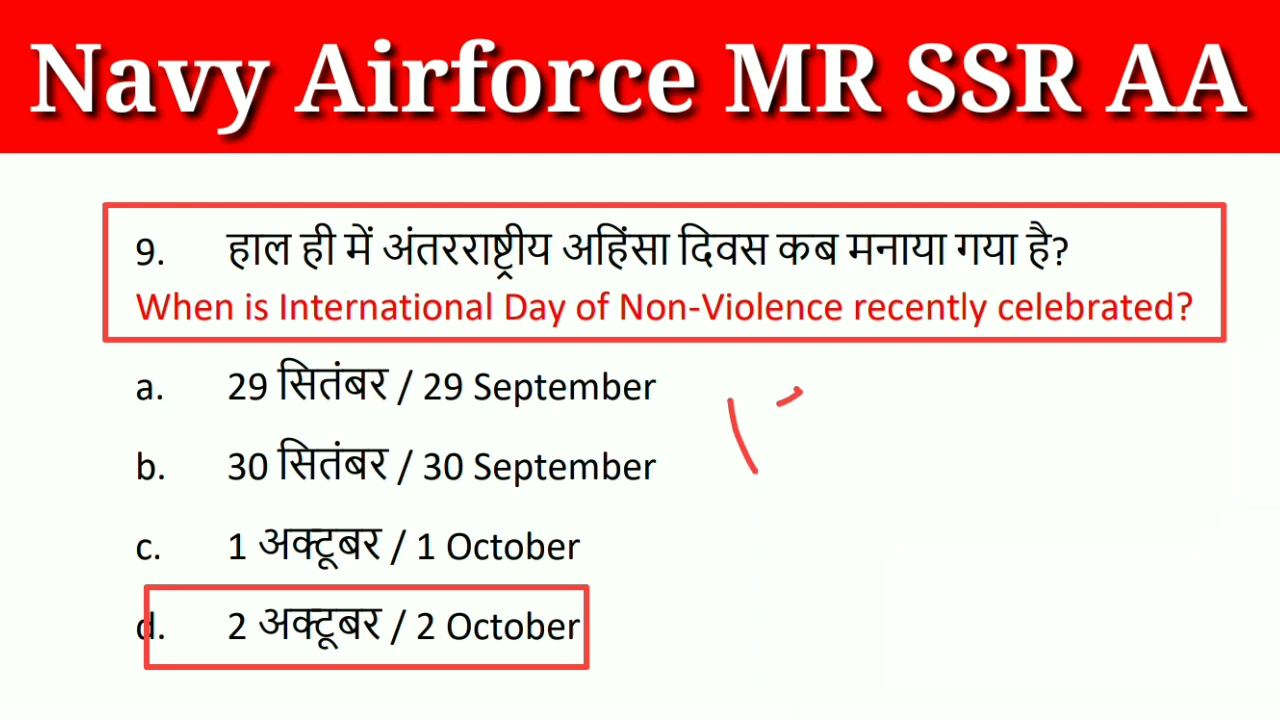 Navy Airforce MR SSR AA
9. हाल ही में अंतरराष्ट्रीय अहिंसा दिवस कब मनाया गया है?
When is International Day of Non-Violence recently celebrated?
a. 29 सितंबर / 29 September
b. 30 सितंबर / 30 September
c. 1 अक्टूबर / 1 October
d. 2 अक्टूबर / 2 October